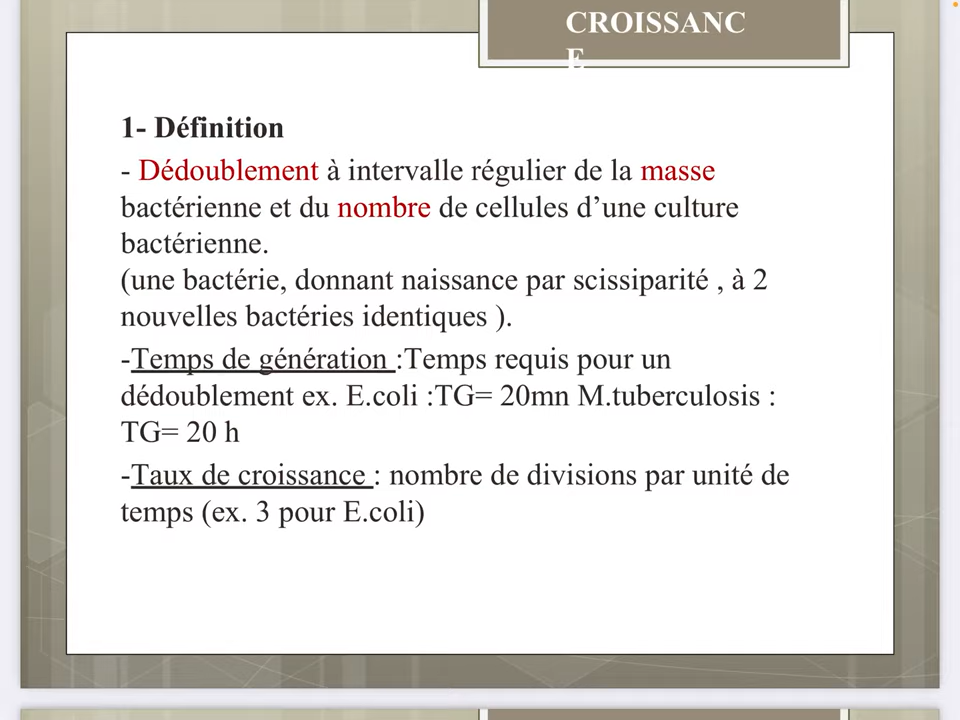 CROISSANC
E
1- Définition
- Dédoublement à intervalle régulier de la masse
bactérienne et du nombre de cellules d’une culture
bactérienne.
(une bactérie, donnant naissance par scissiparité , à 2
nouvelles bactéries identiques ).
-Temps de génération :Temps requis pour un
dédoublement ex. E.coli :TG= 20mn M.tuberculosis :
TG= 20 h
-Taux de croissance : nombre de divisions par unité de
temps (ex. 3 pour E.coli)